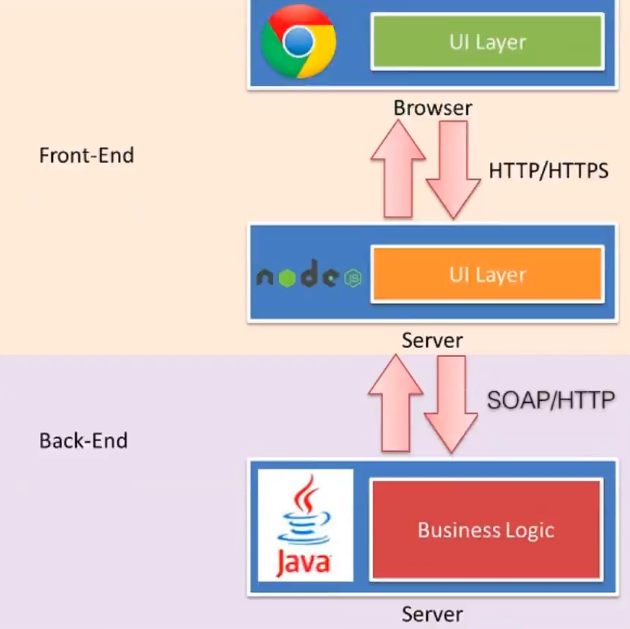 UI Layer
Browser
Front-End
HTTP/HTTPS
node JS
UI Layer
Server
SOAP/HTTP
Back-End
Java
Business Logic
Server